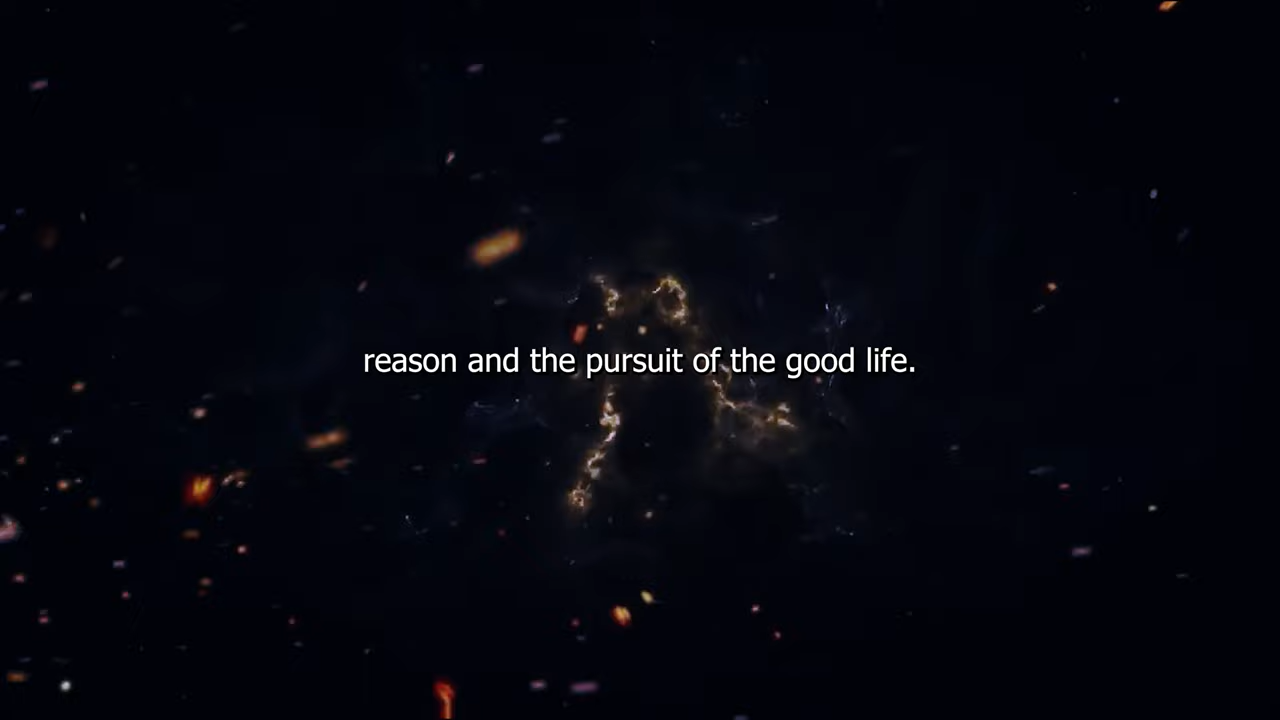 reason and the pursuit of the good life.